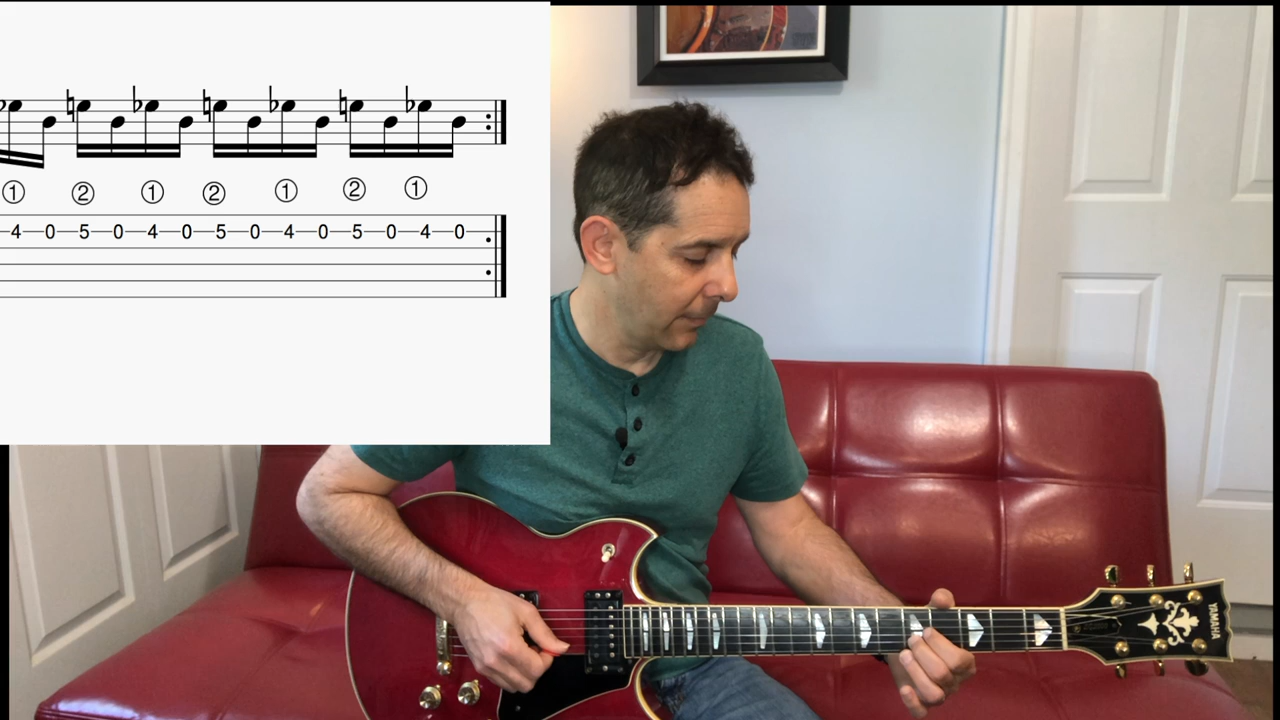 ① ② ① ② ① ② ①
4 0 5 0 4 0 5 0 4 0 5 0 4 0
YAMAHA